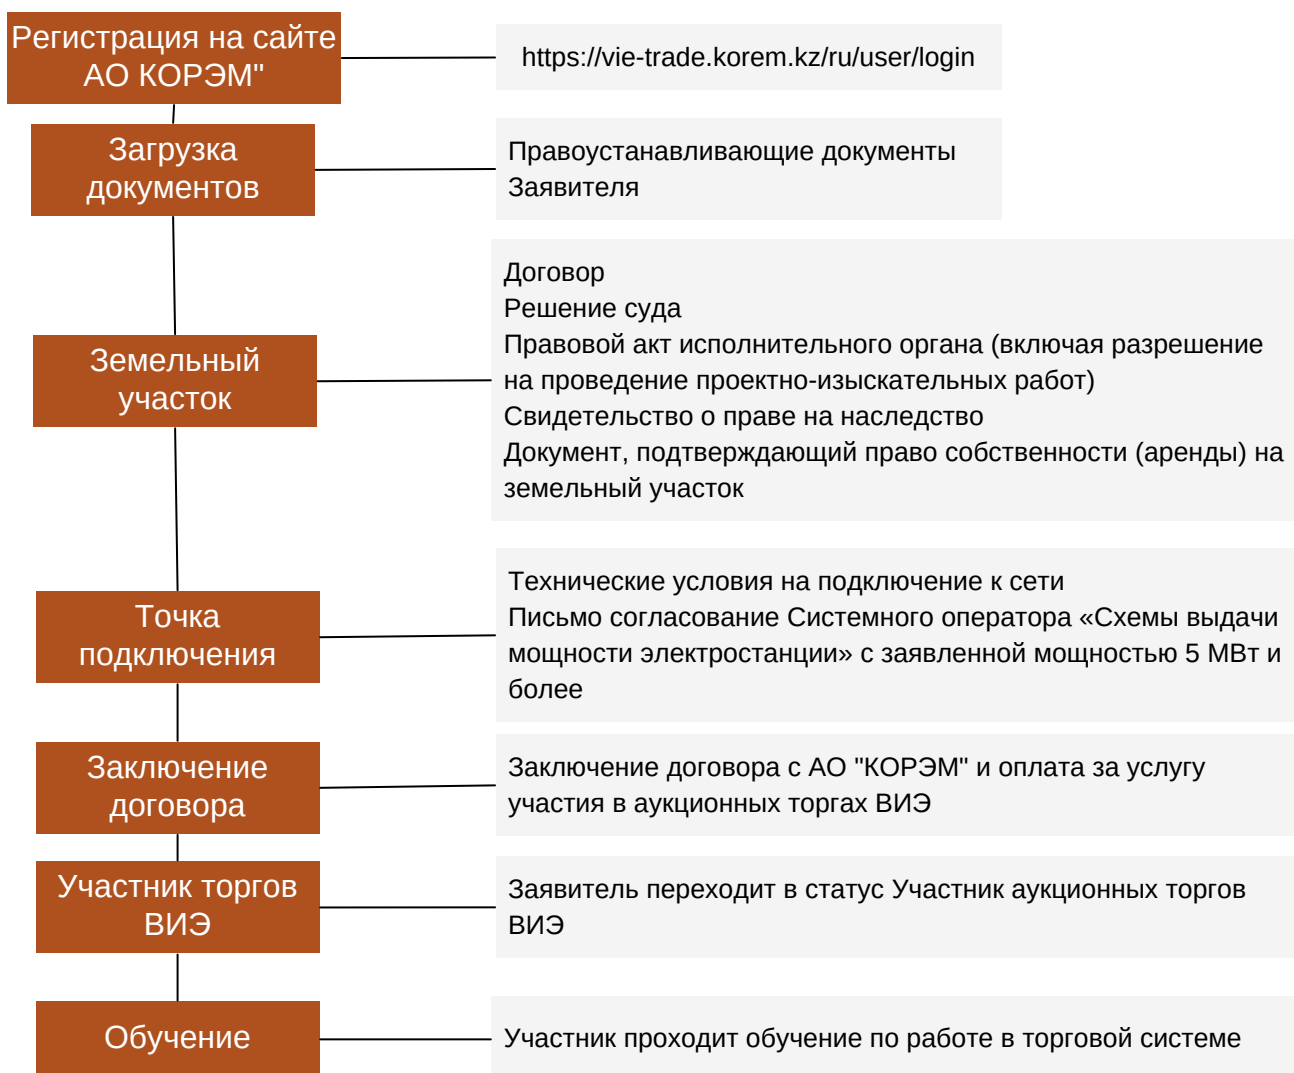 Регистрация на сайте
АО КОРЭМ"
https://vie-trade.korem.kz/ru/user/login
Загрузка
документов
Правоустанавливающие документы
Заявителя
Земельный
участок
Договор
Решение суда
Правовой акт исполнительного органа (включая разрешение
на проведение проектно-изыскательных работ)
Свидетельство о праве на наследство
Документ, подтверждающий право собственности (аренды) на
земельный участок
Точка
подключения
Технические условия на подключение к сети
Письмо согласование Системного оператора «Схемы выдачи
мощности электростанции» с заявленной мощностью 5 МВт и
более
Заключение
договора
Заключение договора с АО "КОРЭМ" и оплата за услугу
участия в аукционных торгах ВИЭ
Участник торгов
ВИЭ
Заявитель переходит в статус Участник аукционных торгов
ВИЭ
Обучение
Участник проходит обучение по работе в торговой системе